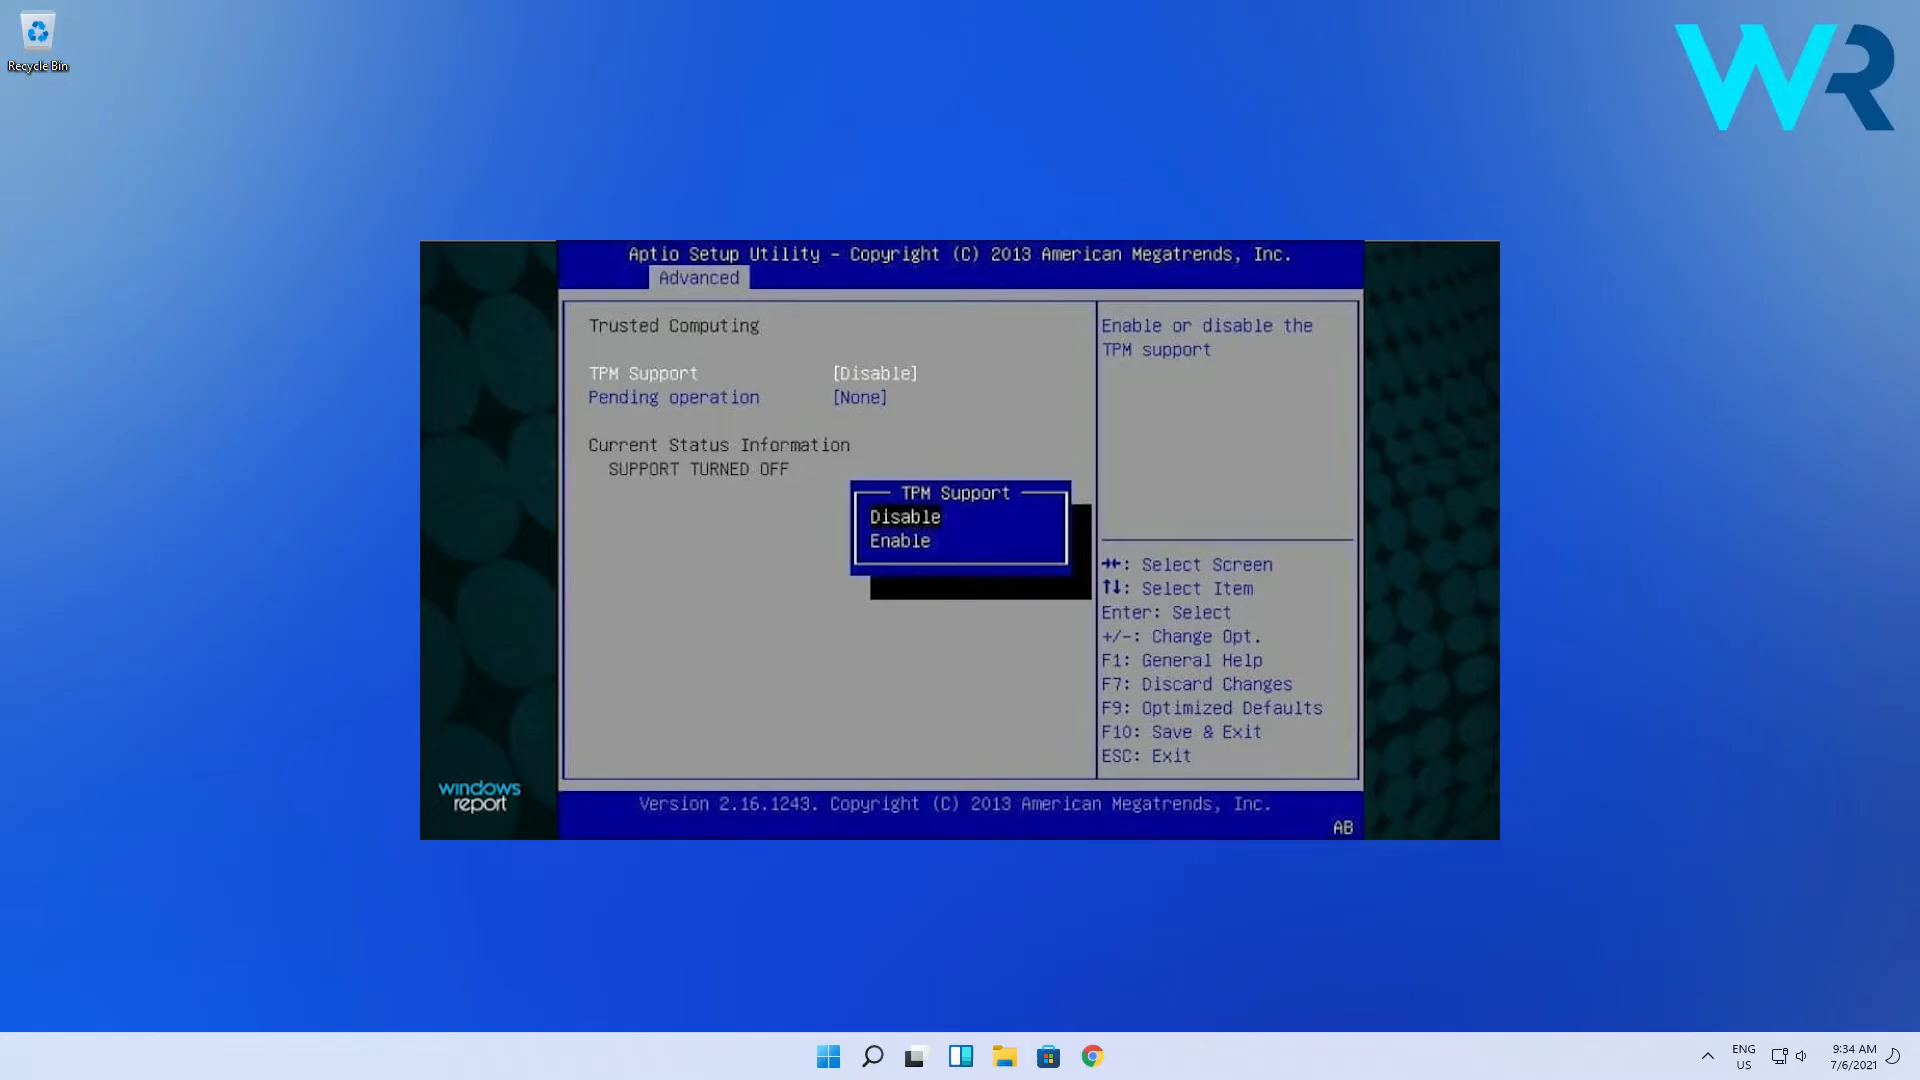 Recycle Bin
WR
Aptio Setup Utility - Copyright (C) 2013 American Megatrends, Inc.
Advanced
Trusted Computing
TPM Support [Disable]
Pending operation [None]
Current Status Information
SUPPORT TURNED OFF
TPM Support
Disable
Enable
Enable or disable the
TPM support
→←: Select Screen
↑↓: Select Item
Enter: Select
+/-: Change Opt.
F1: General Help
F7: Discard Changes
F9: Optimized Defaults
F10: Save & Exit
ESC: Exit
Version 2.16.1243. Copyright (C) 2013 American Megatrends, Inc.
AB
windows
report
ENG
US
9:34 AM
7/6/2021